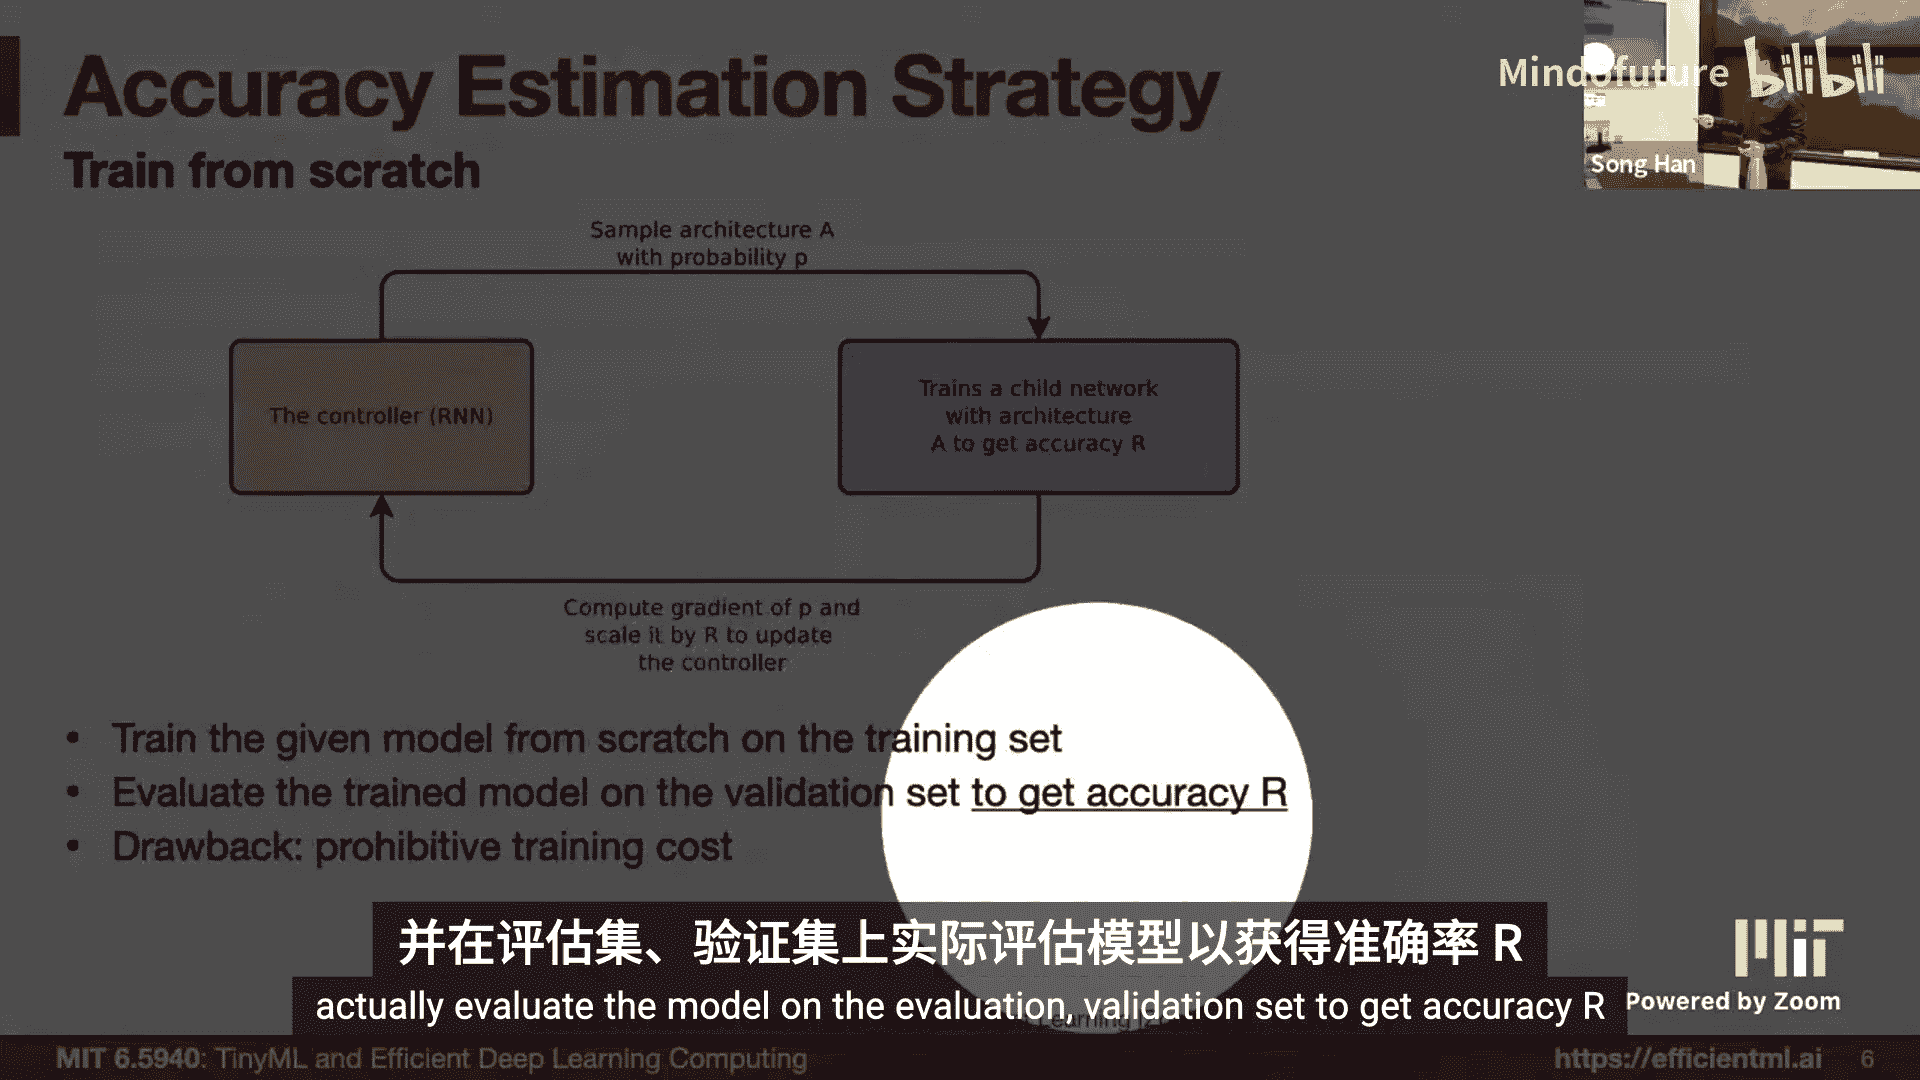 Accuracy Estimation Strategy
Mindofuture bilibili
Train from scratch
Song Han
Sample architecture A
with probability p
The controller (RNN)
Trains a child network
with architecture
A to get accuracy R
Compute gradient of p and
scale it by R to update
the controller
• Train the given model from scratch on the training set
• Evaluate the trained model on the validation set to get accuracy R
• Drawback: prohibitive training cost
并在评估集、验证集上实际评估模型以获得准确率 R
actually evaluate the model on the evaluation, validation set to get accuracy R
MIT
Powered by Zoom
MIT 6.5940: TinyML and Efficient Deep Learning Computing
https://efficientml.ai
6